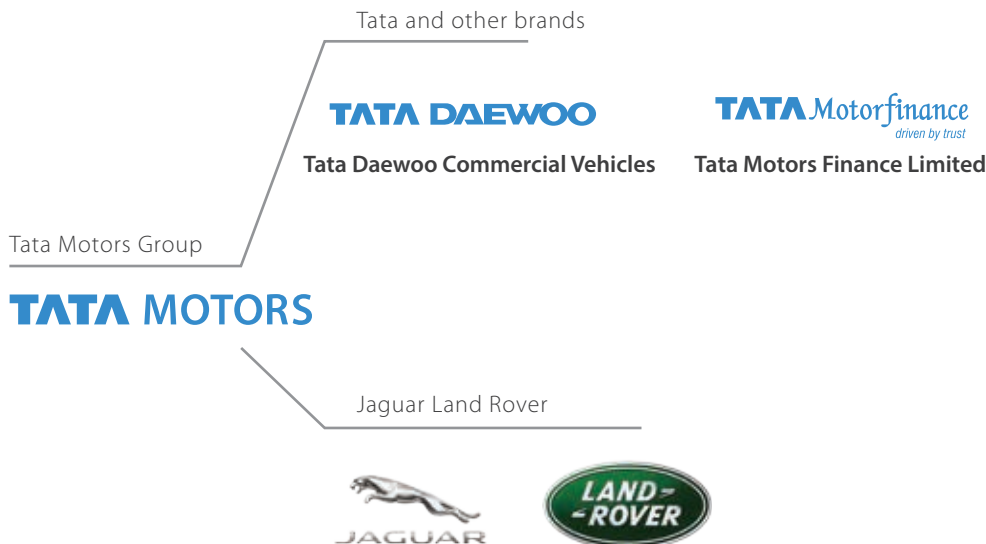 Tata and other brands
TATA DAEWOO
TATA Motorfinance
driven by trust
Tata Daewoo Commercial Vehicles
Tata Motors Finance Limited
Tata Motors Group
TATA MOTORS
Jaguar Land Rover
JAGUAR
LAND-
-ROVER